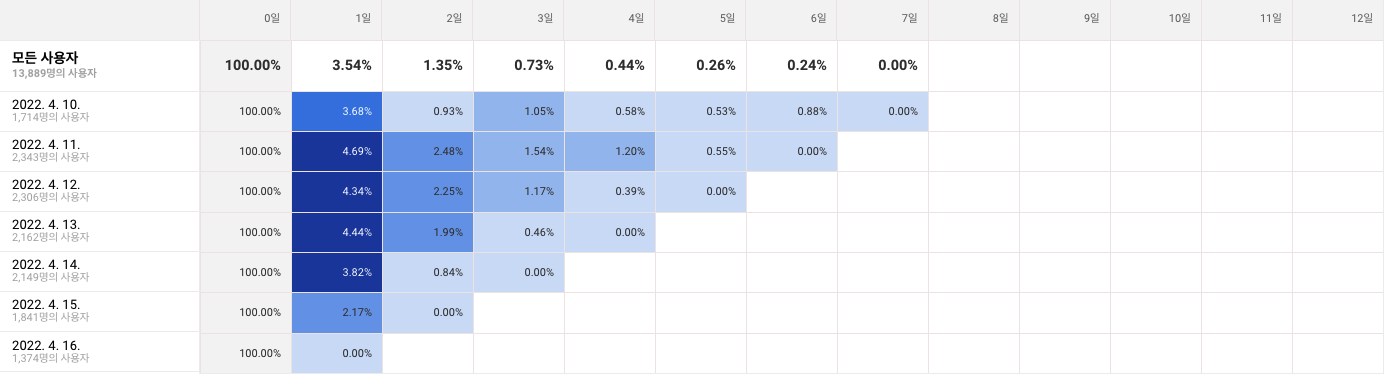 0일 1일 2일 3일 4일 5일 6일 7일 8일 9일 10일 11일 12일
모든 사용자
13,889명의 사용자
100.00% 3.54% 1.35% 0.73% 0.44% 0.26% 0.24% 0.00%
2022. 4. 10.
1,714명의 사용자
100.00% 3.68% 0.93% 1.05% 0.58% 0.53% 0.88% 0.00%
2022. 4. 11.
2,343명의 사용자
100.00% 4.69% 2.48% 1.54% 1.20% 0.55% 0.00%
2022. 4. 12.
2,306명의 사용자
100.00% 4.34% 2.25% 1.17% 0.39% 0.00%
2022. 4. 13.
2,162명의 사용자
100.00% 4.44% 1.99% 0.46% 0.00%
2022. 4. 14.
2,149명의 사용자
100.00% 3.82% 0.84% 0.00%
2022. 4. 15.
1,841명의 사용자
100.00% 2.17% 0.00%
2022. 4. 16.
1,374명의 사용자
100.00% 0.00%